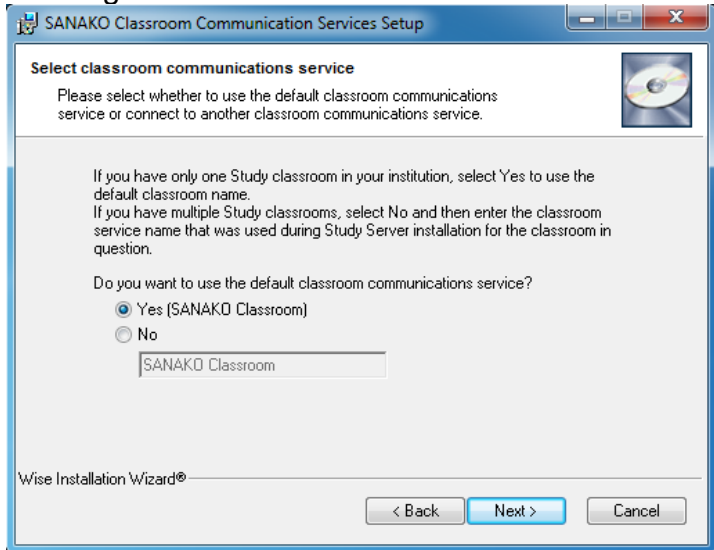 SANAKO Classroom Communication Services Setup
Select classroom communications service
Please select whether to use the default classroom communications
service or connect to another classroom communications service.
If you have only one Study classroom in your institution, select Yes to use the
default classroom name.
If you have multiple Study classrooms, select No and then enter the classroom
service name that was used during Study Server installation for the classroom in
question.
Do you want to use the default classroom communications service?
Yes (SANAKO Classroom)
No
SANAKO Classroom
Wise Installation Wizard®
< Back
Next >
Cancel